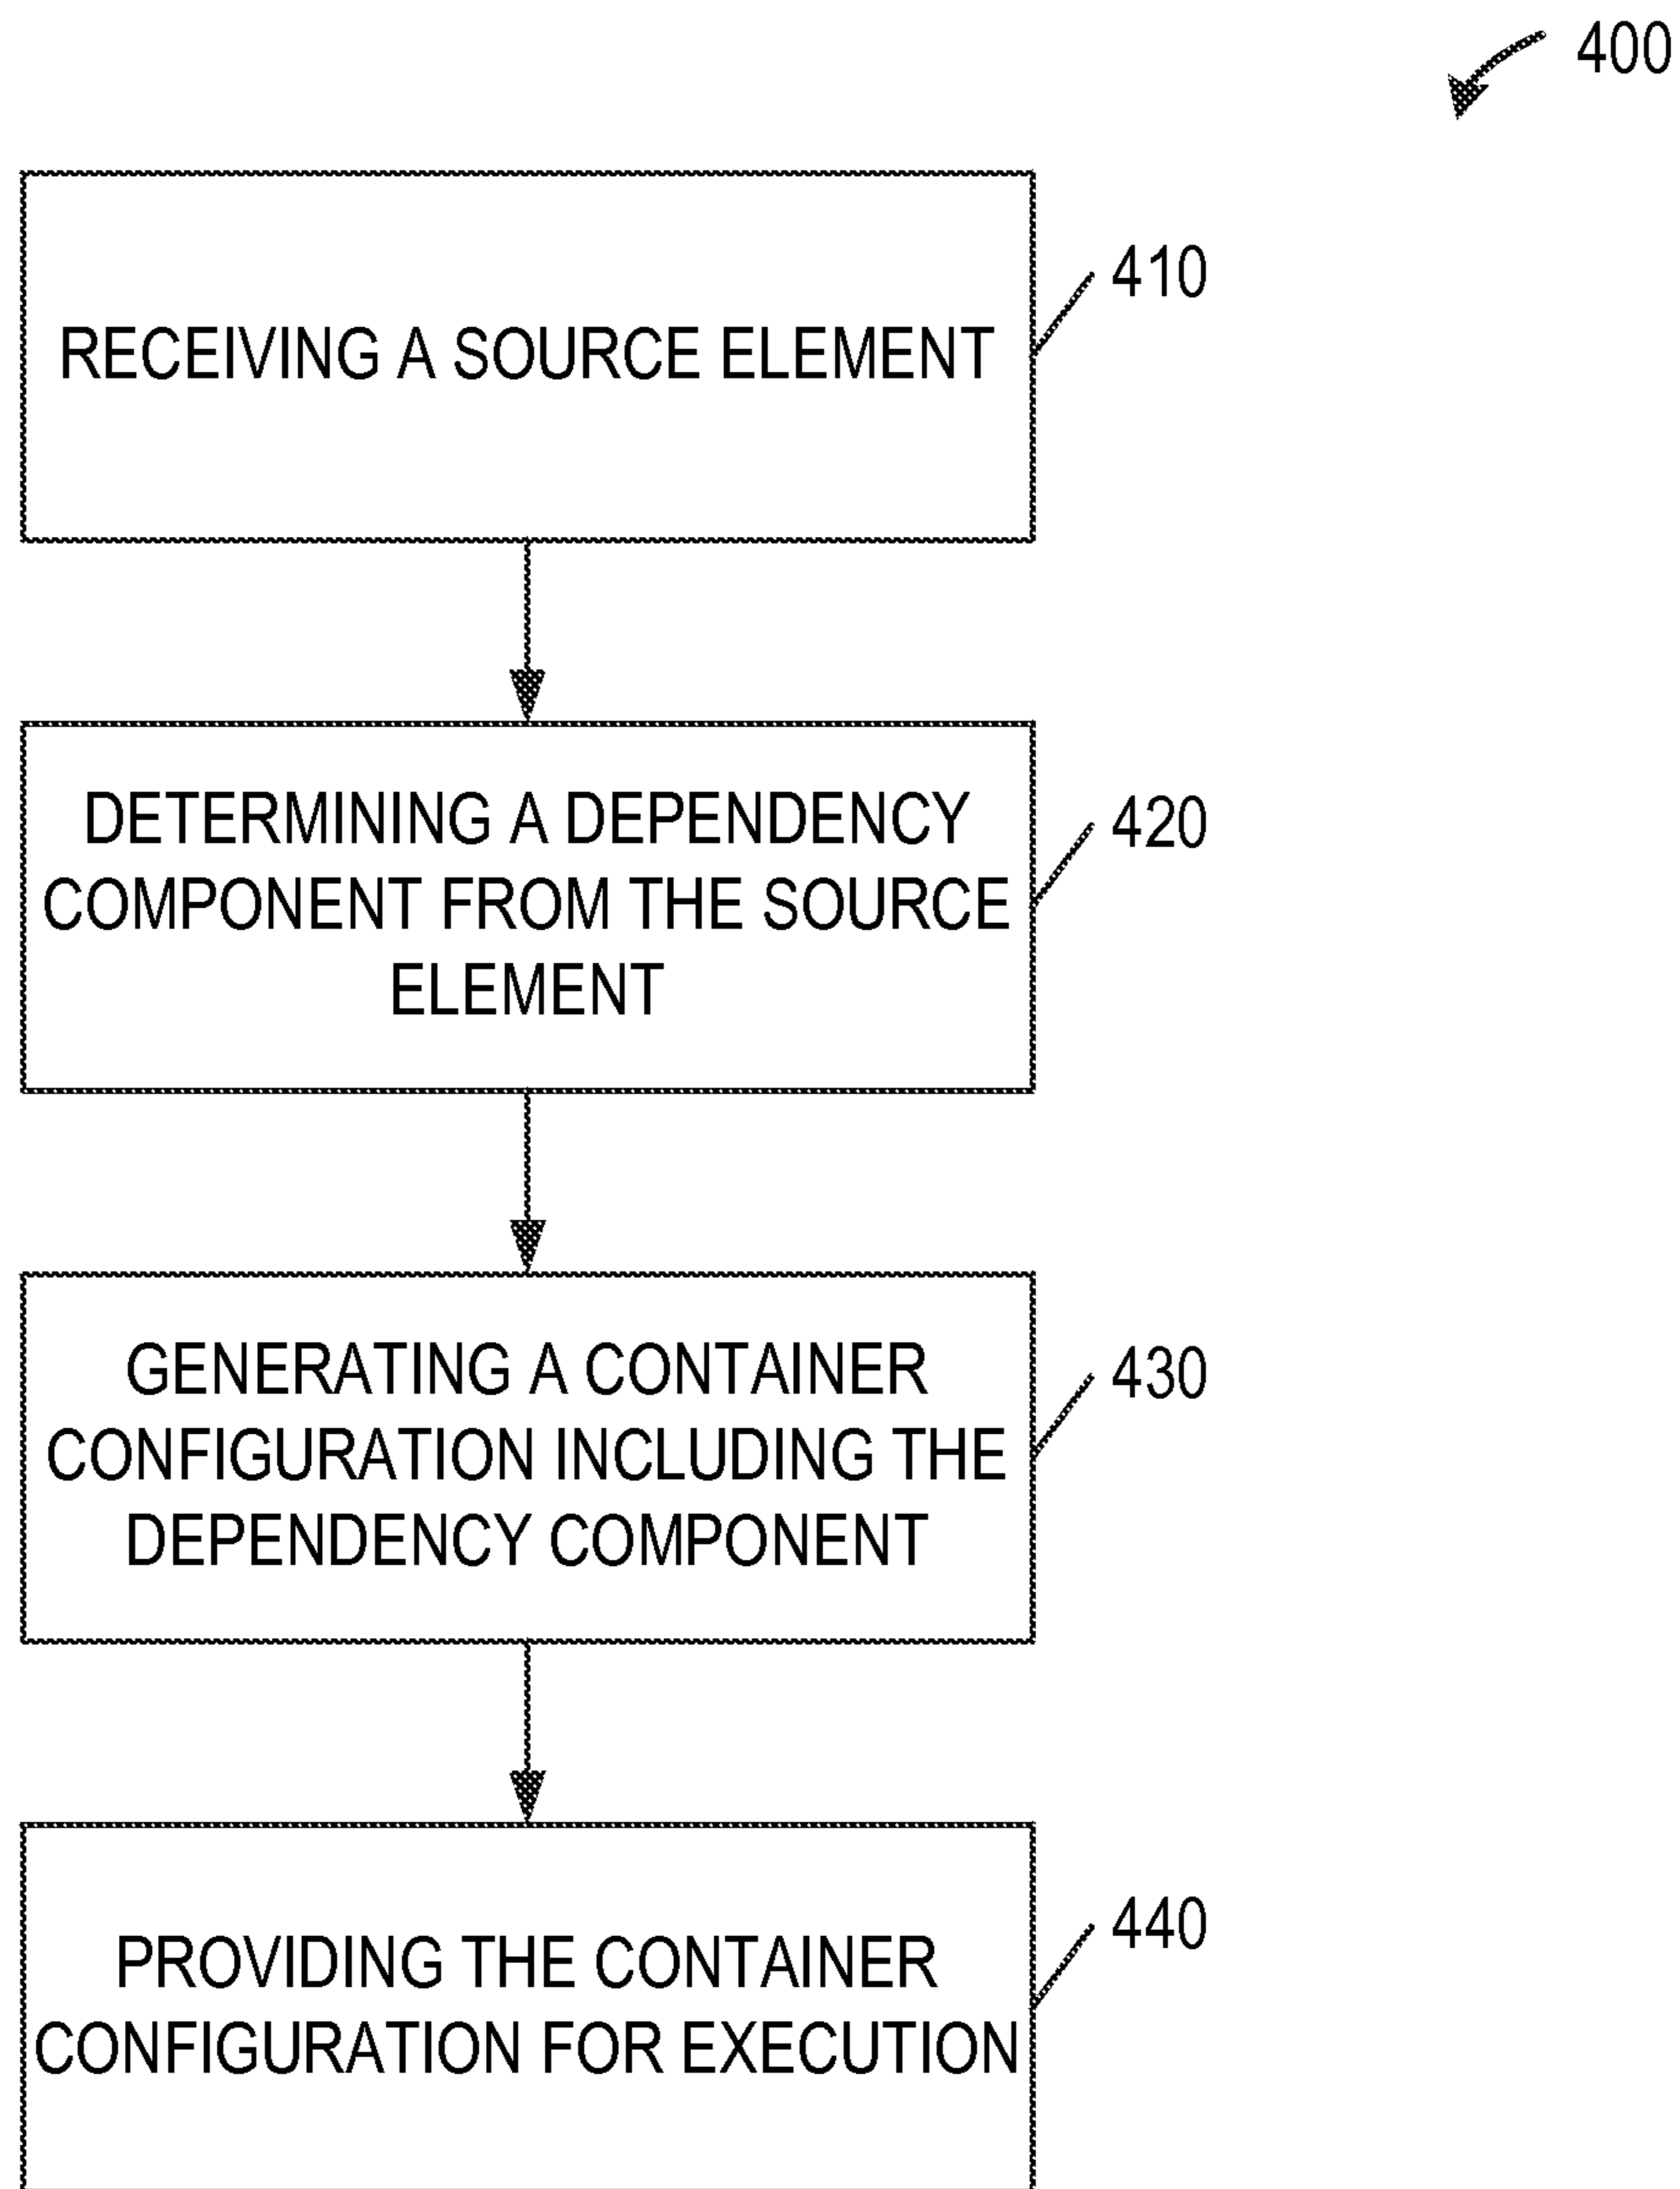 400
RECEIVING A SOURCE ELEMENT
410
DETERMINING A DEPENDENCY
COMPONENT FROM THE SOURCE
ELEMENT
420
GENERATING A CONTAINER
CONFIGURATION INCLUDING THE
DEPENDENCY COMPONENT
430
PROVIDING THE CONTAINER
CONFIGURATION FOR EXECUTION
440